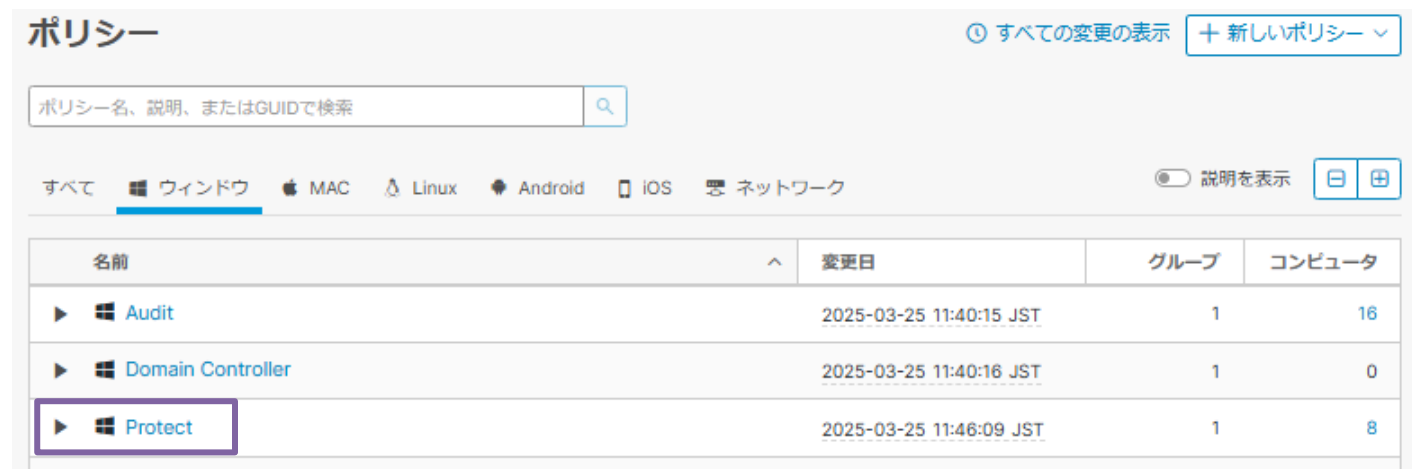 ポリシー
すべての変更の表示
新しいポリシー
ポリシー名、説明、またはGUIDで検索
すべて ウィンドウ MAC Linux Android iOS ネットワーク
説明を表示
名前 変更日 グループ コンピュータ
Audit 2025-03-25 11:40:15 JST 1 16
Domain Controller 2025-03-25 11:40:16 JST 1 0
Protect 2025-03-25 11:46:09 JST 1 8